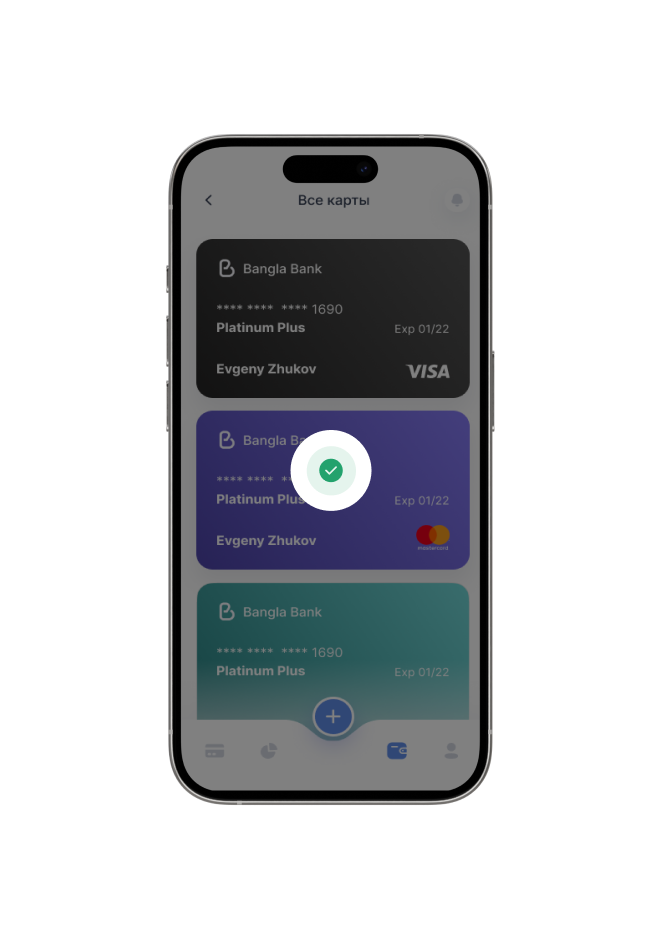 Все карты
Bangla Bank
**** **** **** 1690
Platinum Plus
Exp 01/22
Evgeny Zhukov
VISA
Bangla
**** ****
Platinum Plus
Exp 01/22
Evgeny Zhukov
mastercard
Bangla Bank
**** **** **** 1690
Platinum Plus
Exp 01/22